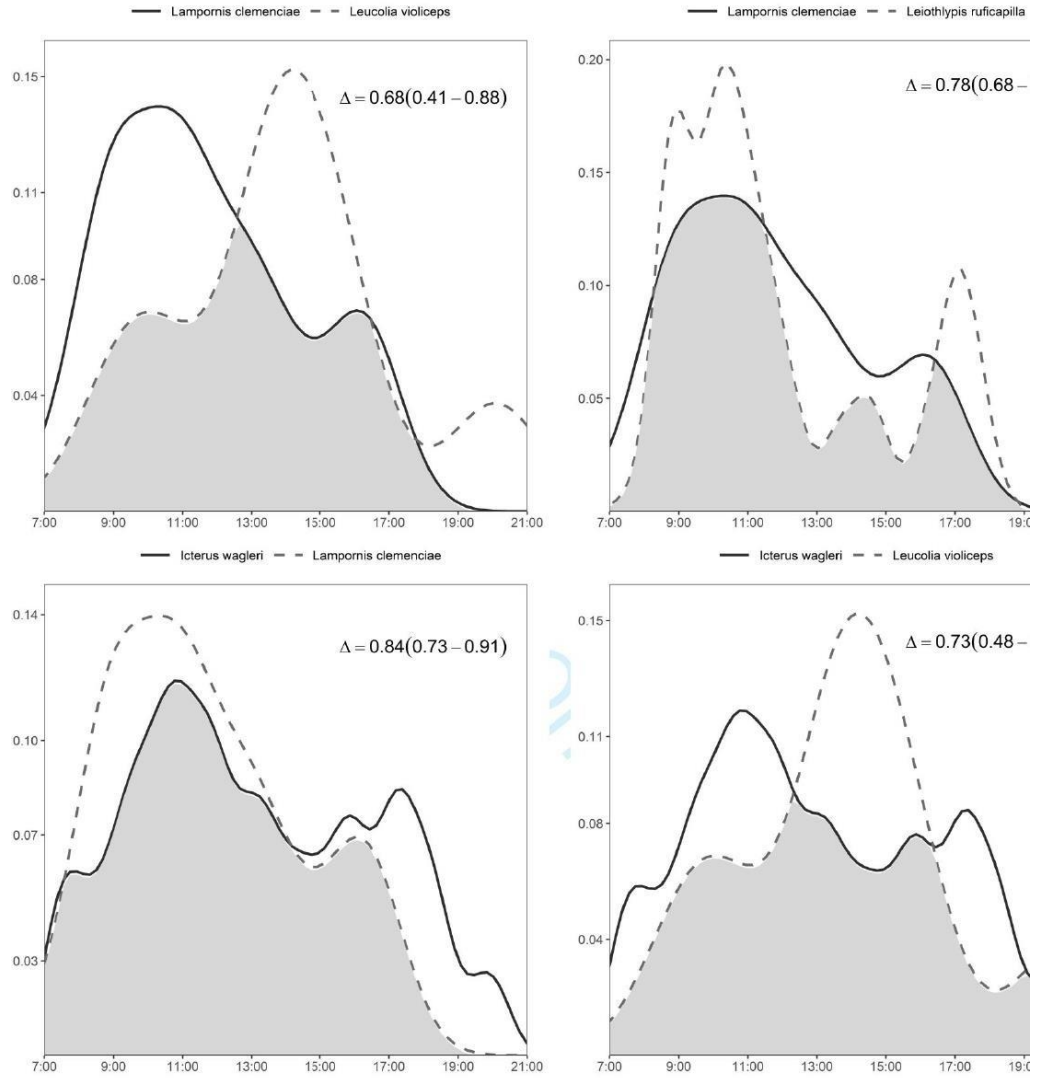 Lampornis clemenciae Leucolia violiceps
0.15
0.11
0.08
0.04
Δ = 0.68(0.41 – 0.88)
7:00 9:00 11:00 13:00 15:00 17:00 19:00 21:00
Lampornis clemenciae Leiothlypis ruficapilla
0.20
0.15
0.10
0.05
Δ = 0.78(0.68 –
7:00 9:00 11:00 13:00 15:00 17:00 19:0
Icterus wagleri Lampornis clemenciae
0.14
0.10
0.07
0.03
Δ = 0.84(0.73 – 0.91)
7:00 9:00 11:00 13:00 15:00 17:00 19:00 21:00
Icterus wagleri Leucolia violiceps
0.15
0.11
0.08
0.04
Δ = 0.73(0.48 –
7:00 9:00 11:00 13:00 15:00 17:00 19:0